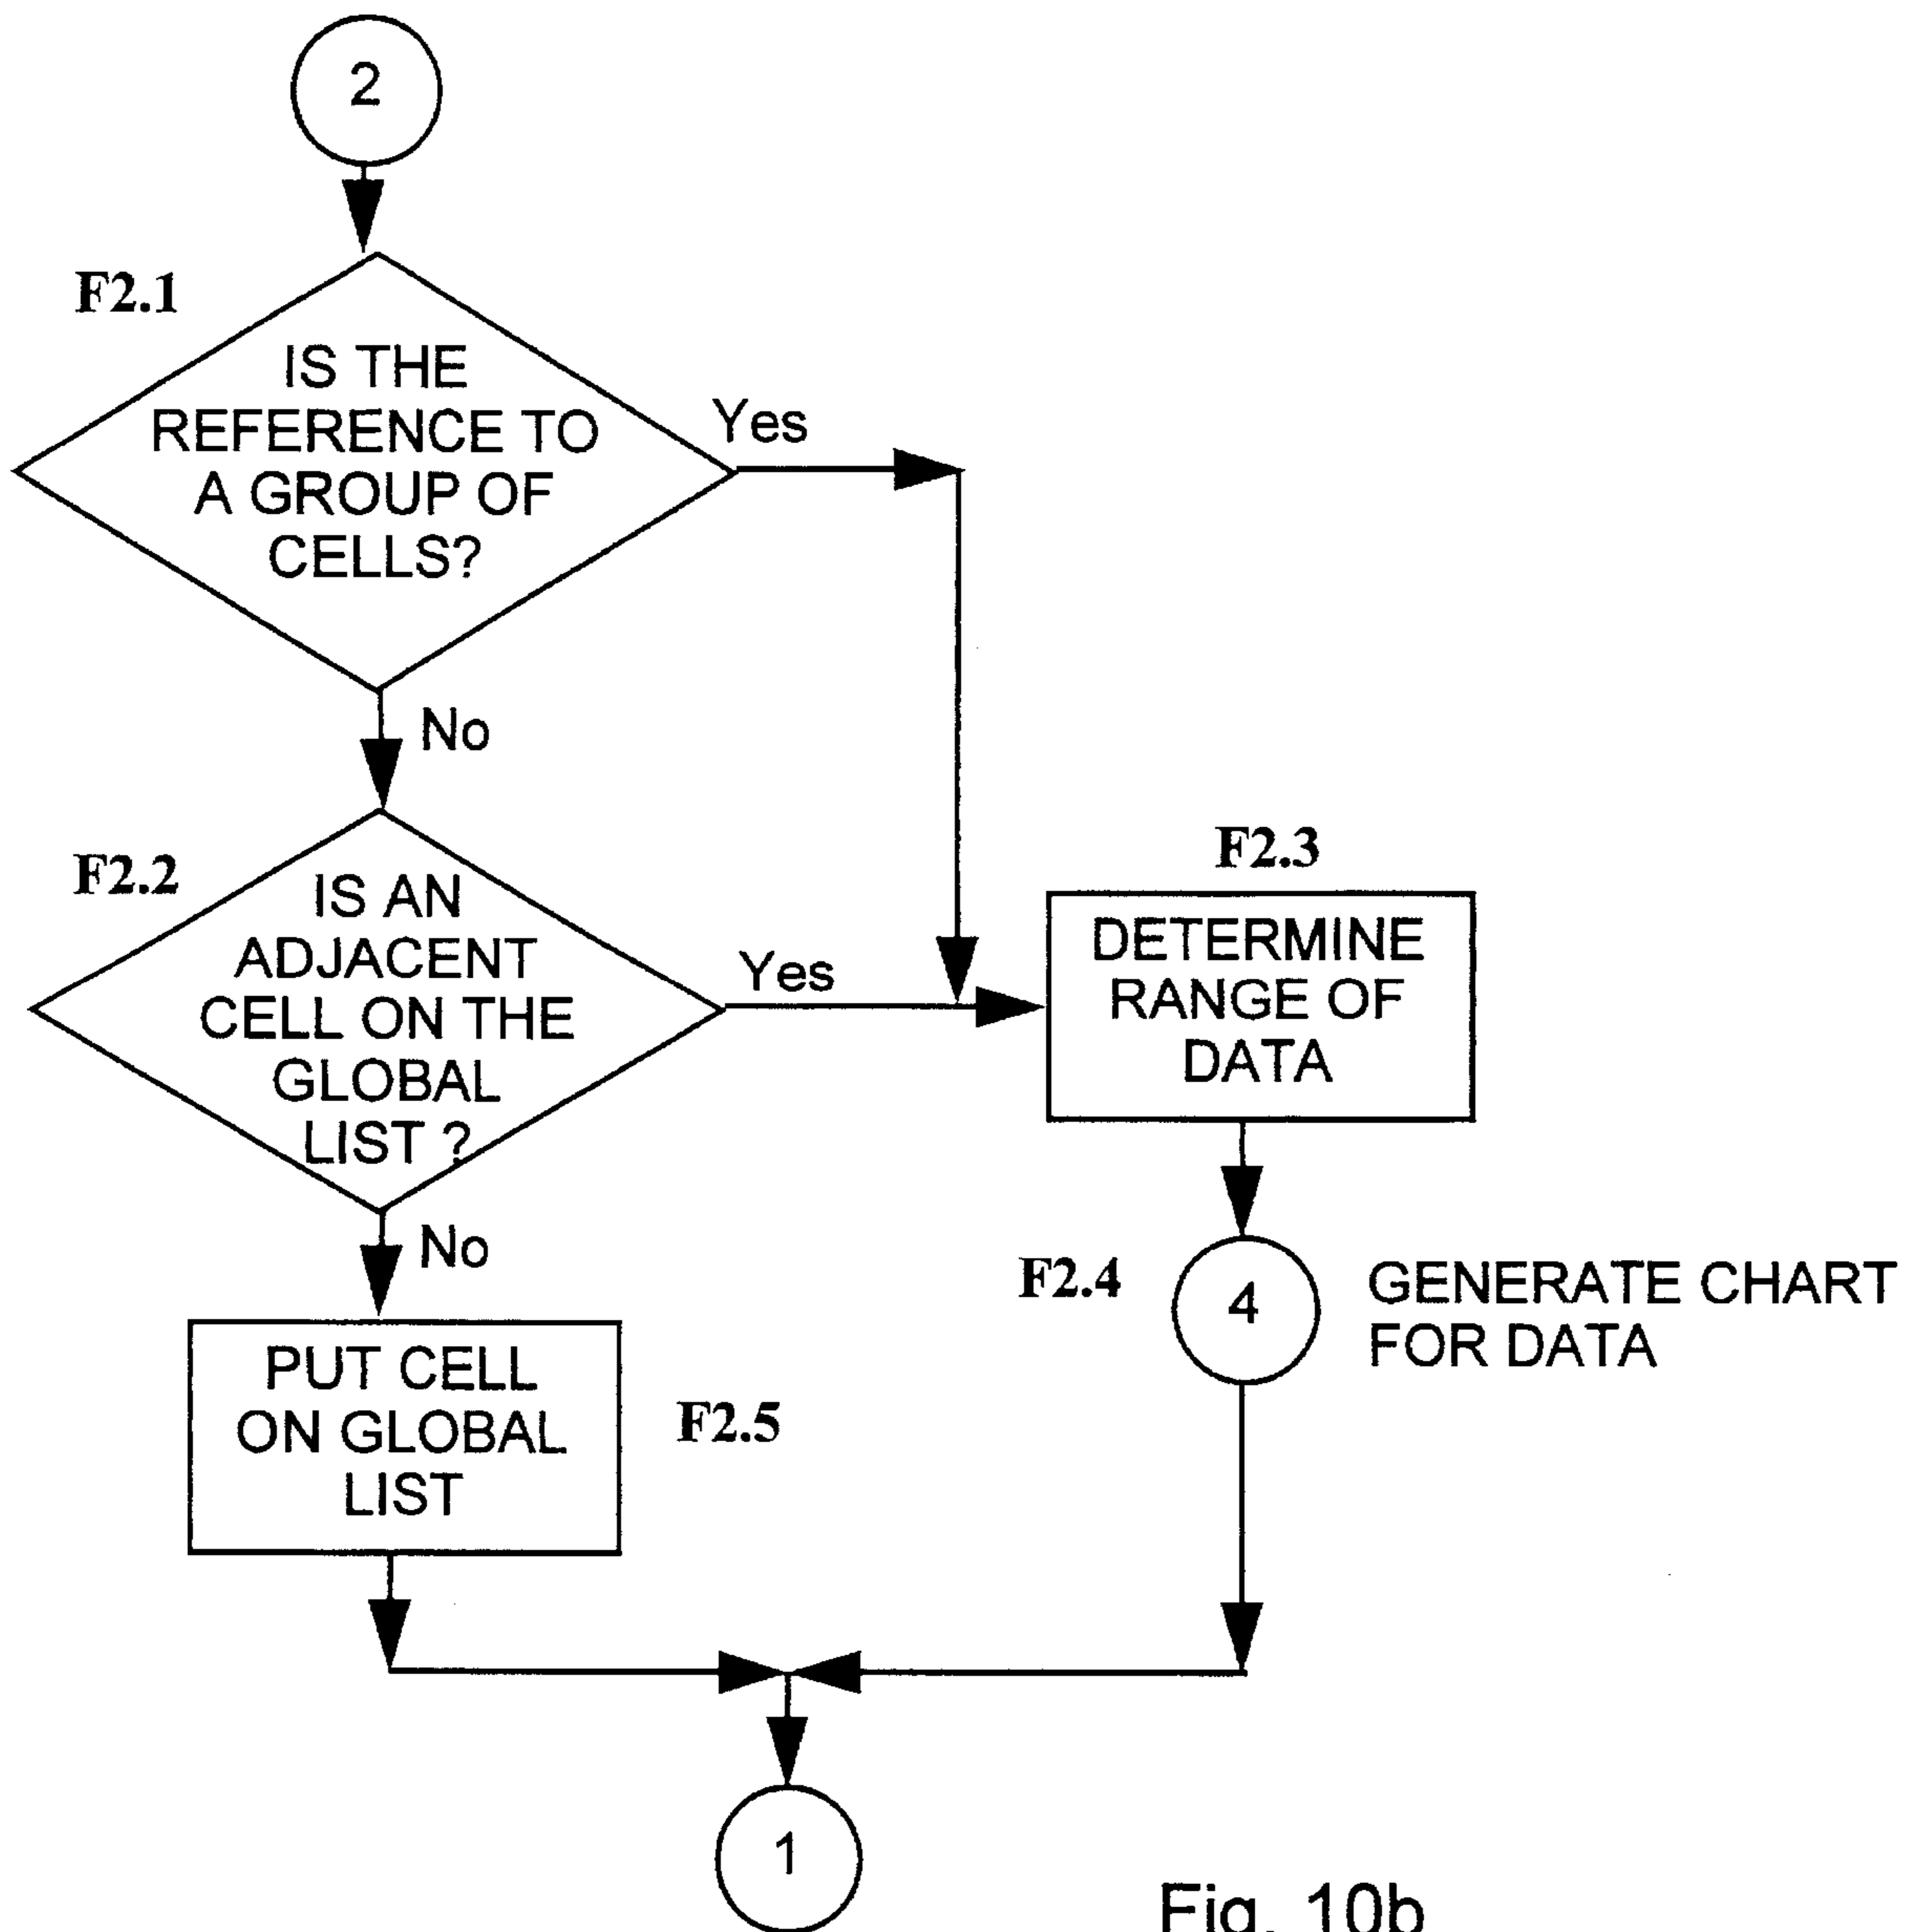 2
F2.1
IS THE
REFERENCE TO
A GROUP OF
CELLS?
Yes
No
F2.2
IS AN
ADJACENT
CELL ON THE
GLOBAL
LIST ?
Yes
F2.3
DETERMINE
RANGE OF
DATA
No
F2.4
4
GENERATE CHART
FOR DATA
PUT CELL
ON GLOBAL
LIST
F2.5
1
Fig. 10b